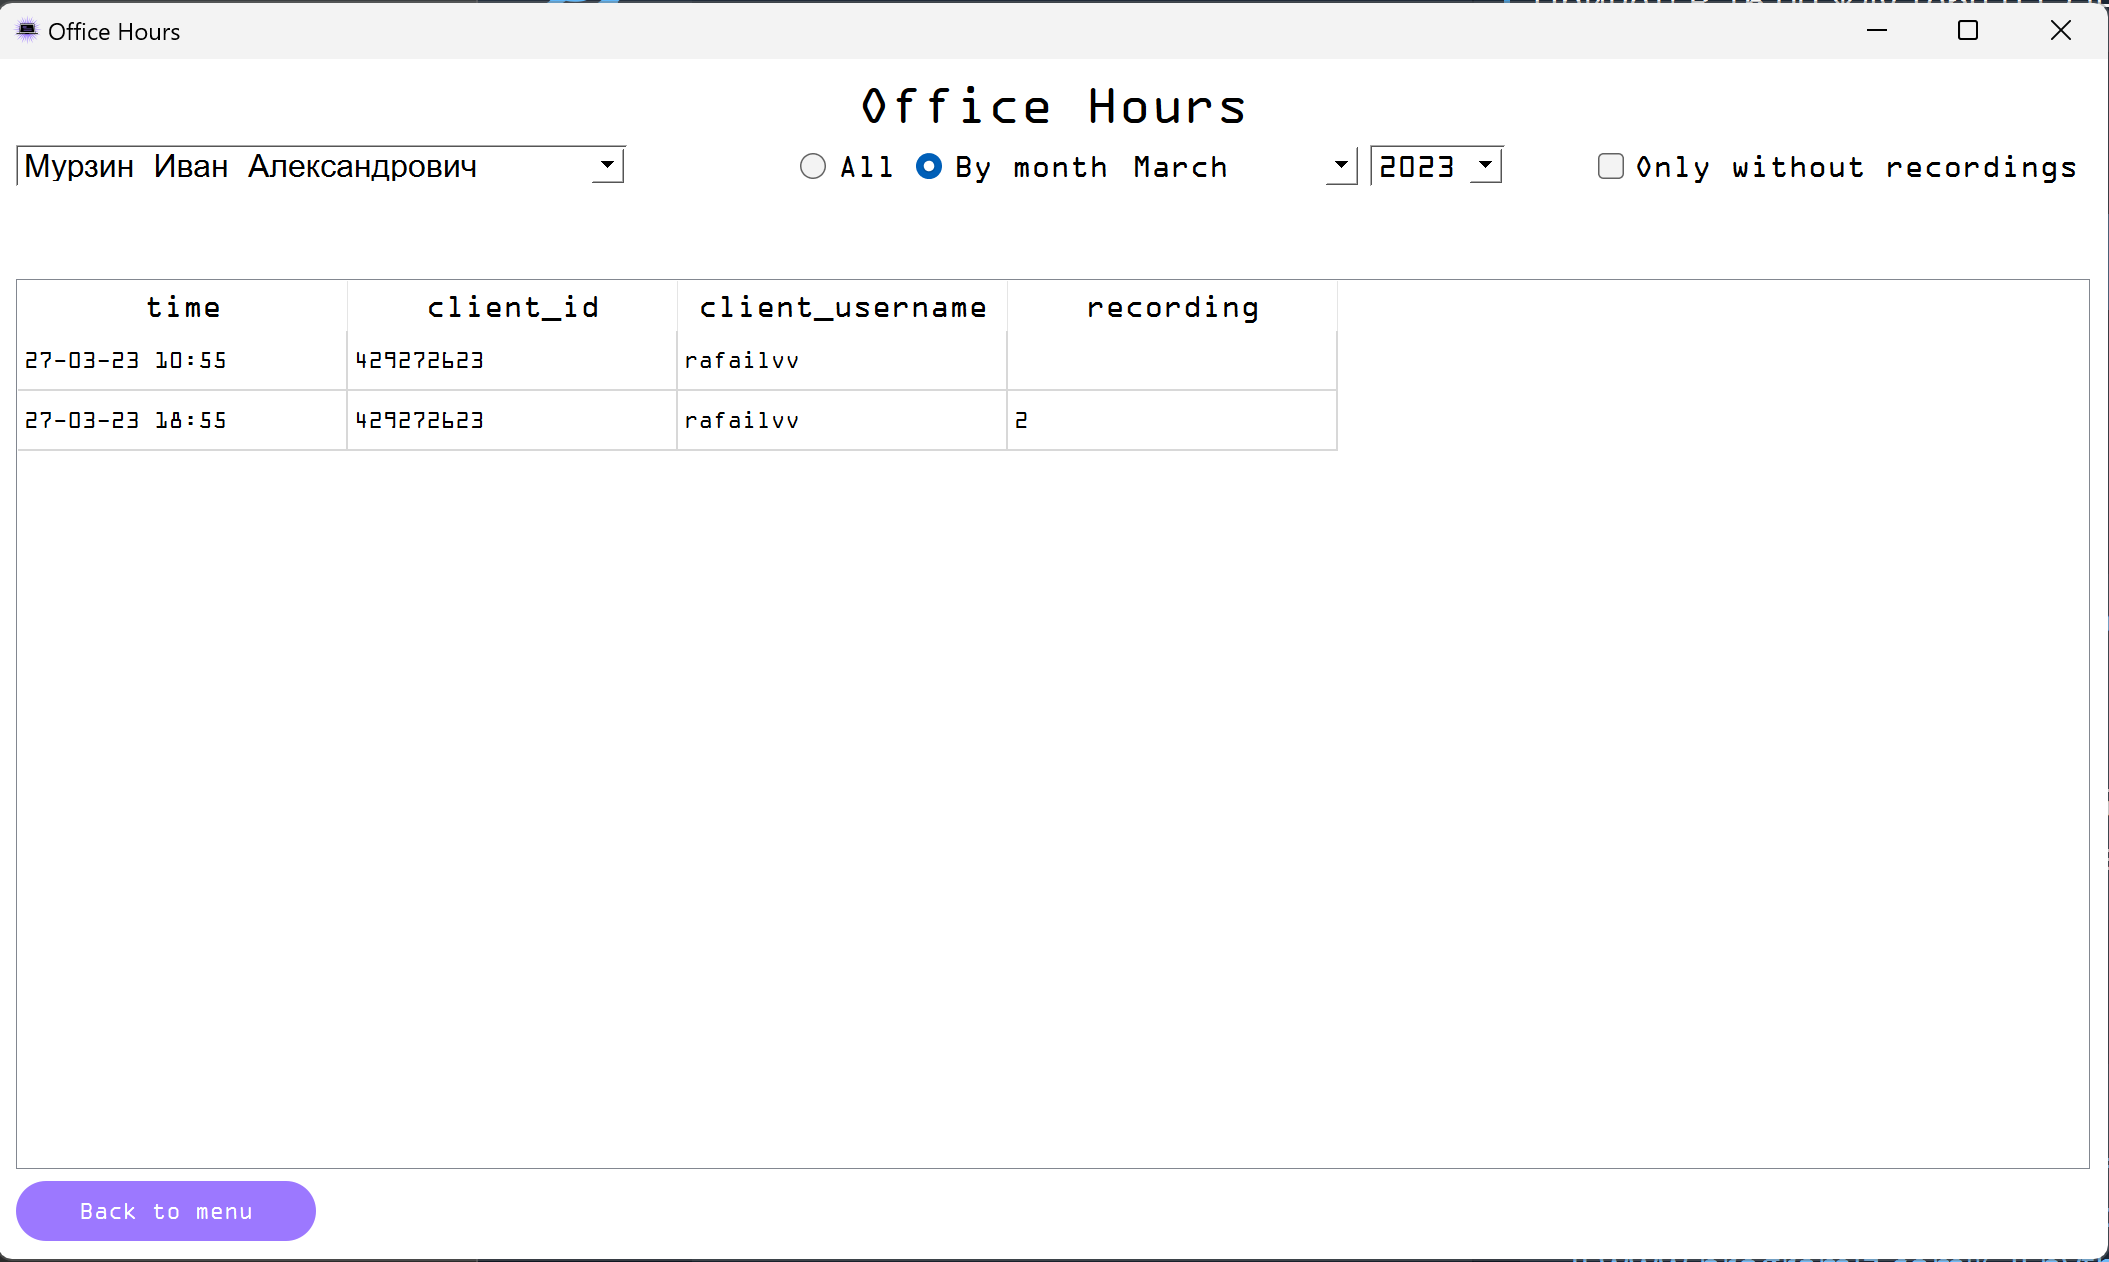 Office Hours
Office Hours
Мурзин Иван Александрович All By month March 2023 Only without recordings
time client_id client_username recording
27-03-23 10:55 429272623 rafailvv
27-03-23 18:55 429272623 rafailvv 2
Back to menu